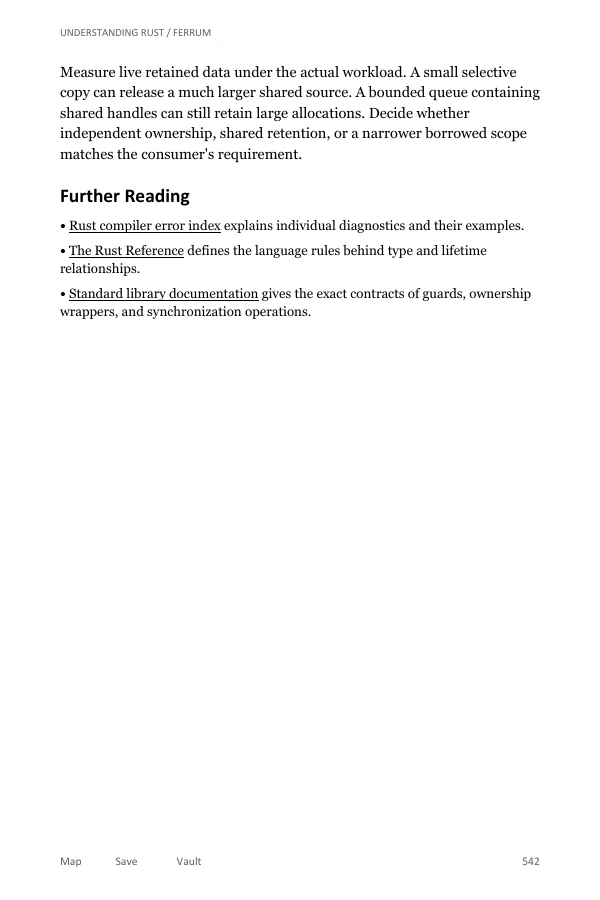 UNDERSTANDING RUST / FERRUM
Measure live retained data under the actual workload. A small selective
copy can release a much larger shared source. A bounded queue containing
shared handles can still retain large allocations. Decide whether
independent ownership, shared retention, or a narrower borrowed scope
matches the consumer's requirement.
Further Reading
• Rust compiler error index explains individual diagnostics and their examples.
• The Rust Reference defines the language rules behind type and lifetime
relationships.
• Standard library documentation gives the exact contracts of guards, ownership
wrappers, and synchronization operations.
Map Save Vault 542